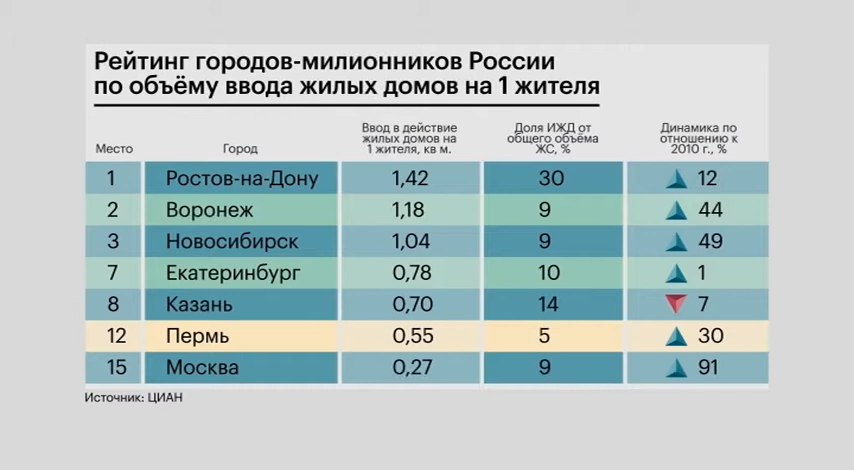 Рейтинг городов-милионников России
по объёму ввода жилых домов на 1 жителя
Место Город Ввод в действие жилых домов на 1 жителя, кв м. Доля ИЖД от общего объёма ЖС, % Динамика по отношению к 2010 г., %
1 Ростов-на-Дону 1,42 30 12
2 Воронеж 1,18 9 44
3 Новосибирск 1,04 9 49
7 Екатеринбург 0,78 10 1
8 Казань 0,70 14 7
12 Пермь 0,55 5 30
15 Москва 0,27 9 91
Источник: ЦИАН